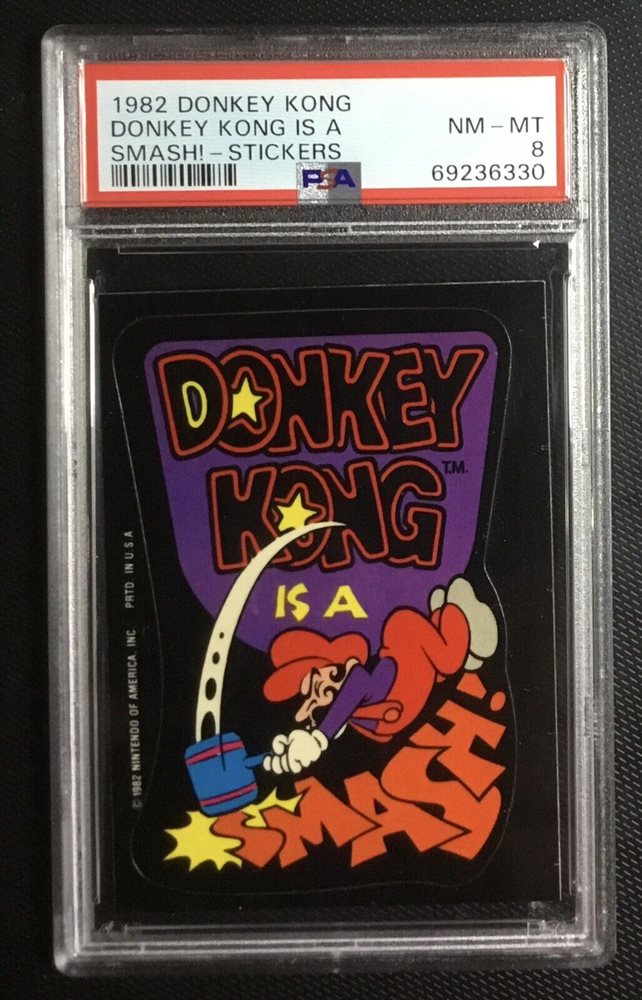 1982 DONKEY KONG
DONKEY KONG IS A
SMASH! - STICKERS
NM - MT
8
69236330
PSA
DONKEY
KONG
T.M.
IS A
SMASH!
© 1982 NINTENDO OF AMERICA, INC PRTD. IN U.S.A